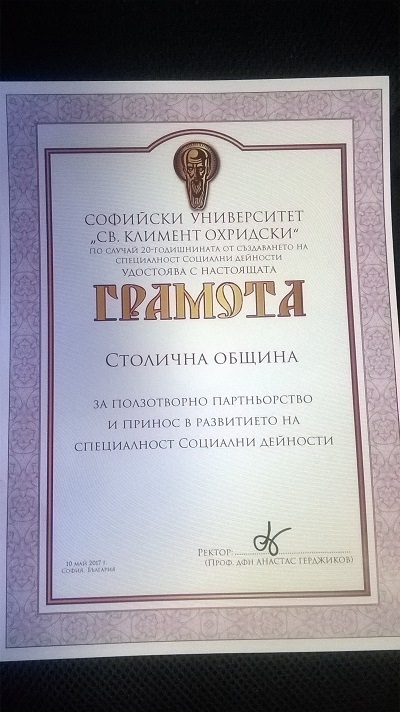 СОФИЙСКИ УНИВЕРСИТЕТ
„СВ. КЛИМЕНТ ОХРИДСКИ“
ПО СЛУЧАЙ 20-ГОДИШНИНАТА ОТ СЪЗДАВАНЕТО НА
СПЕЦИАЛНОСТ СОЦИАЛНИ ДЕЙНОСТИ
УДОСТОЯВА С НАСТОЯЩАТА
ГРАМОТА
СТОЛИЧНА ОБЩИНА
ЗА ПОЛЗОТВОРНО ПАРТНЬОРСТВО
И ПРИНОС В РАЗВИТИЕТО НА
СПЕЦИАЛНОСТ СОЦИАЛНИ ДЕЙНОСТИ
РЕКТОР:
(ПРОФ. ДФН АНАСТАС ГЕРДЖИКОВ)
10 МАЙ 2017 Г.
СОФИЯ, БЪЛГАРИЯ